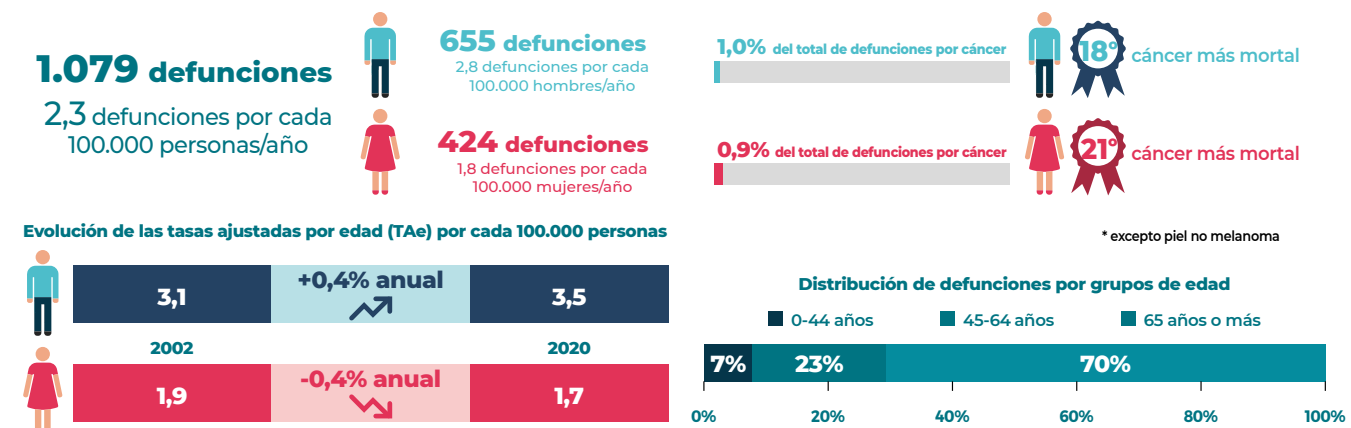 1.079 defunciones
2,3 defunciones por cada
100.000 personas/año
655 defunciones
2,8 defunciones por cada
100.000 hombres/año
424 defunciones
1,8 defunciones por cada
100.000 mujeres/año
1,0% del total de defunciones por cáncer
18º cáncer más mortal
0,9% del total de defunciones por cáncer
21º cáncer más mortal
* excepto piel no melanoma
Evolución de las tasas ajustadas por edad (TAe) por cada 100.000 personas
3,1 +0,4% anual 3,5
2002 2020
1,9 -0,4% anual 1,7
Distribución de defunciones por grupos de edad
0-44 años 45-64 años 65 años o más
7% 23% 70%
0% 20% 40% 60% 80% 100%